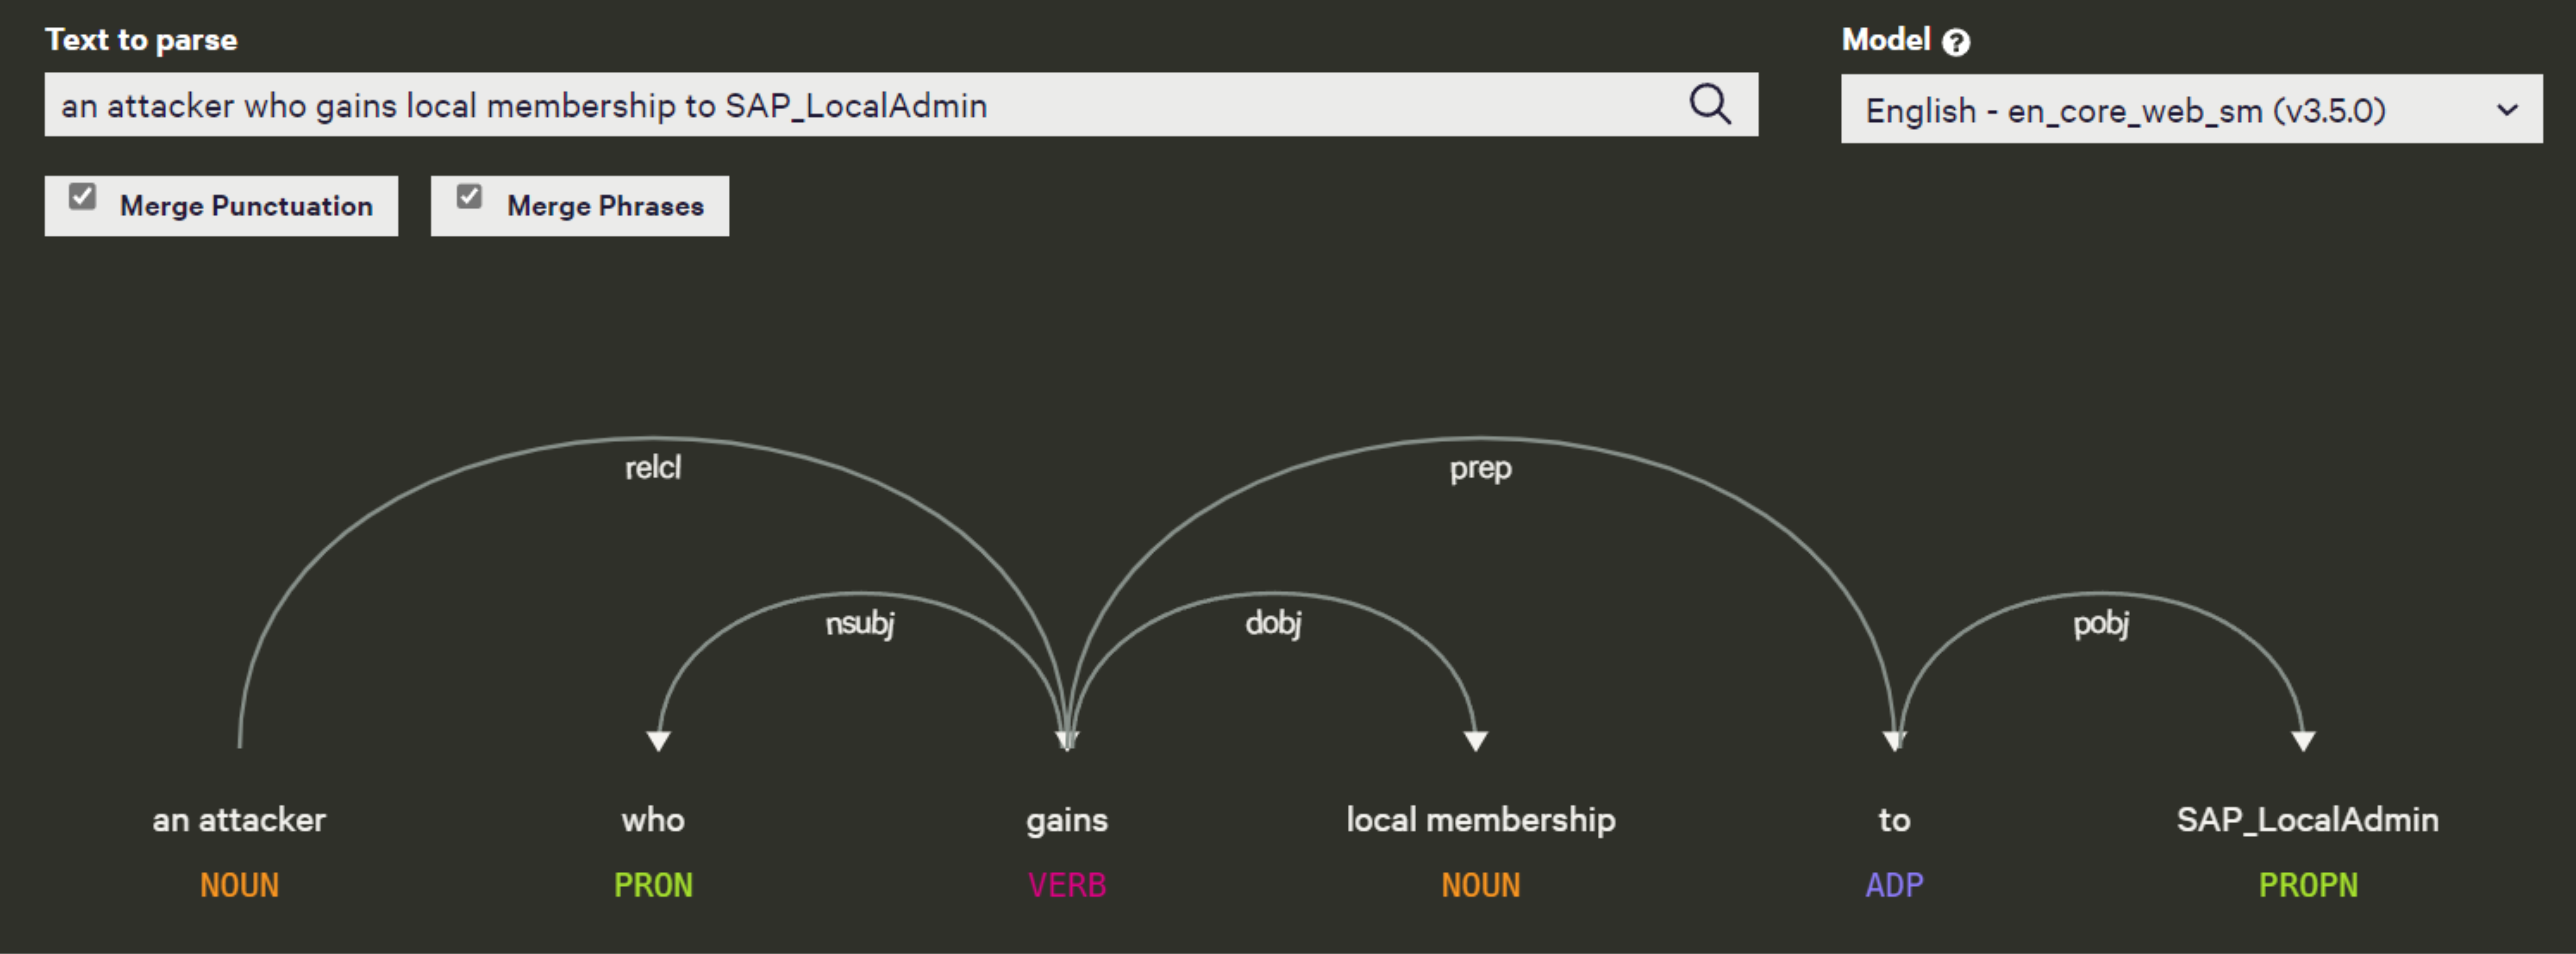 Text to parse
Model ?
an attacker who gains local membership to SAP_LocalAdmin
English - en_core_web_sm (v3.5.0)
Merge Punctuation
Merge Phrases
relcl
prep
nsubj
dobj
pobj
an attacker who gains local membership to SAP_LocalAdmin
NOUN PRON VERB NOUN ADP PROPN